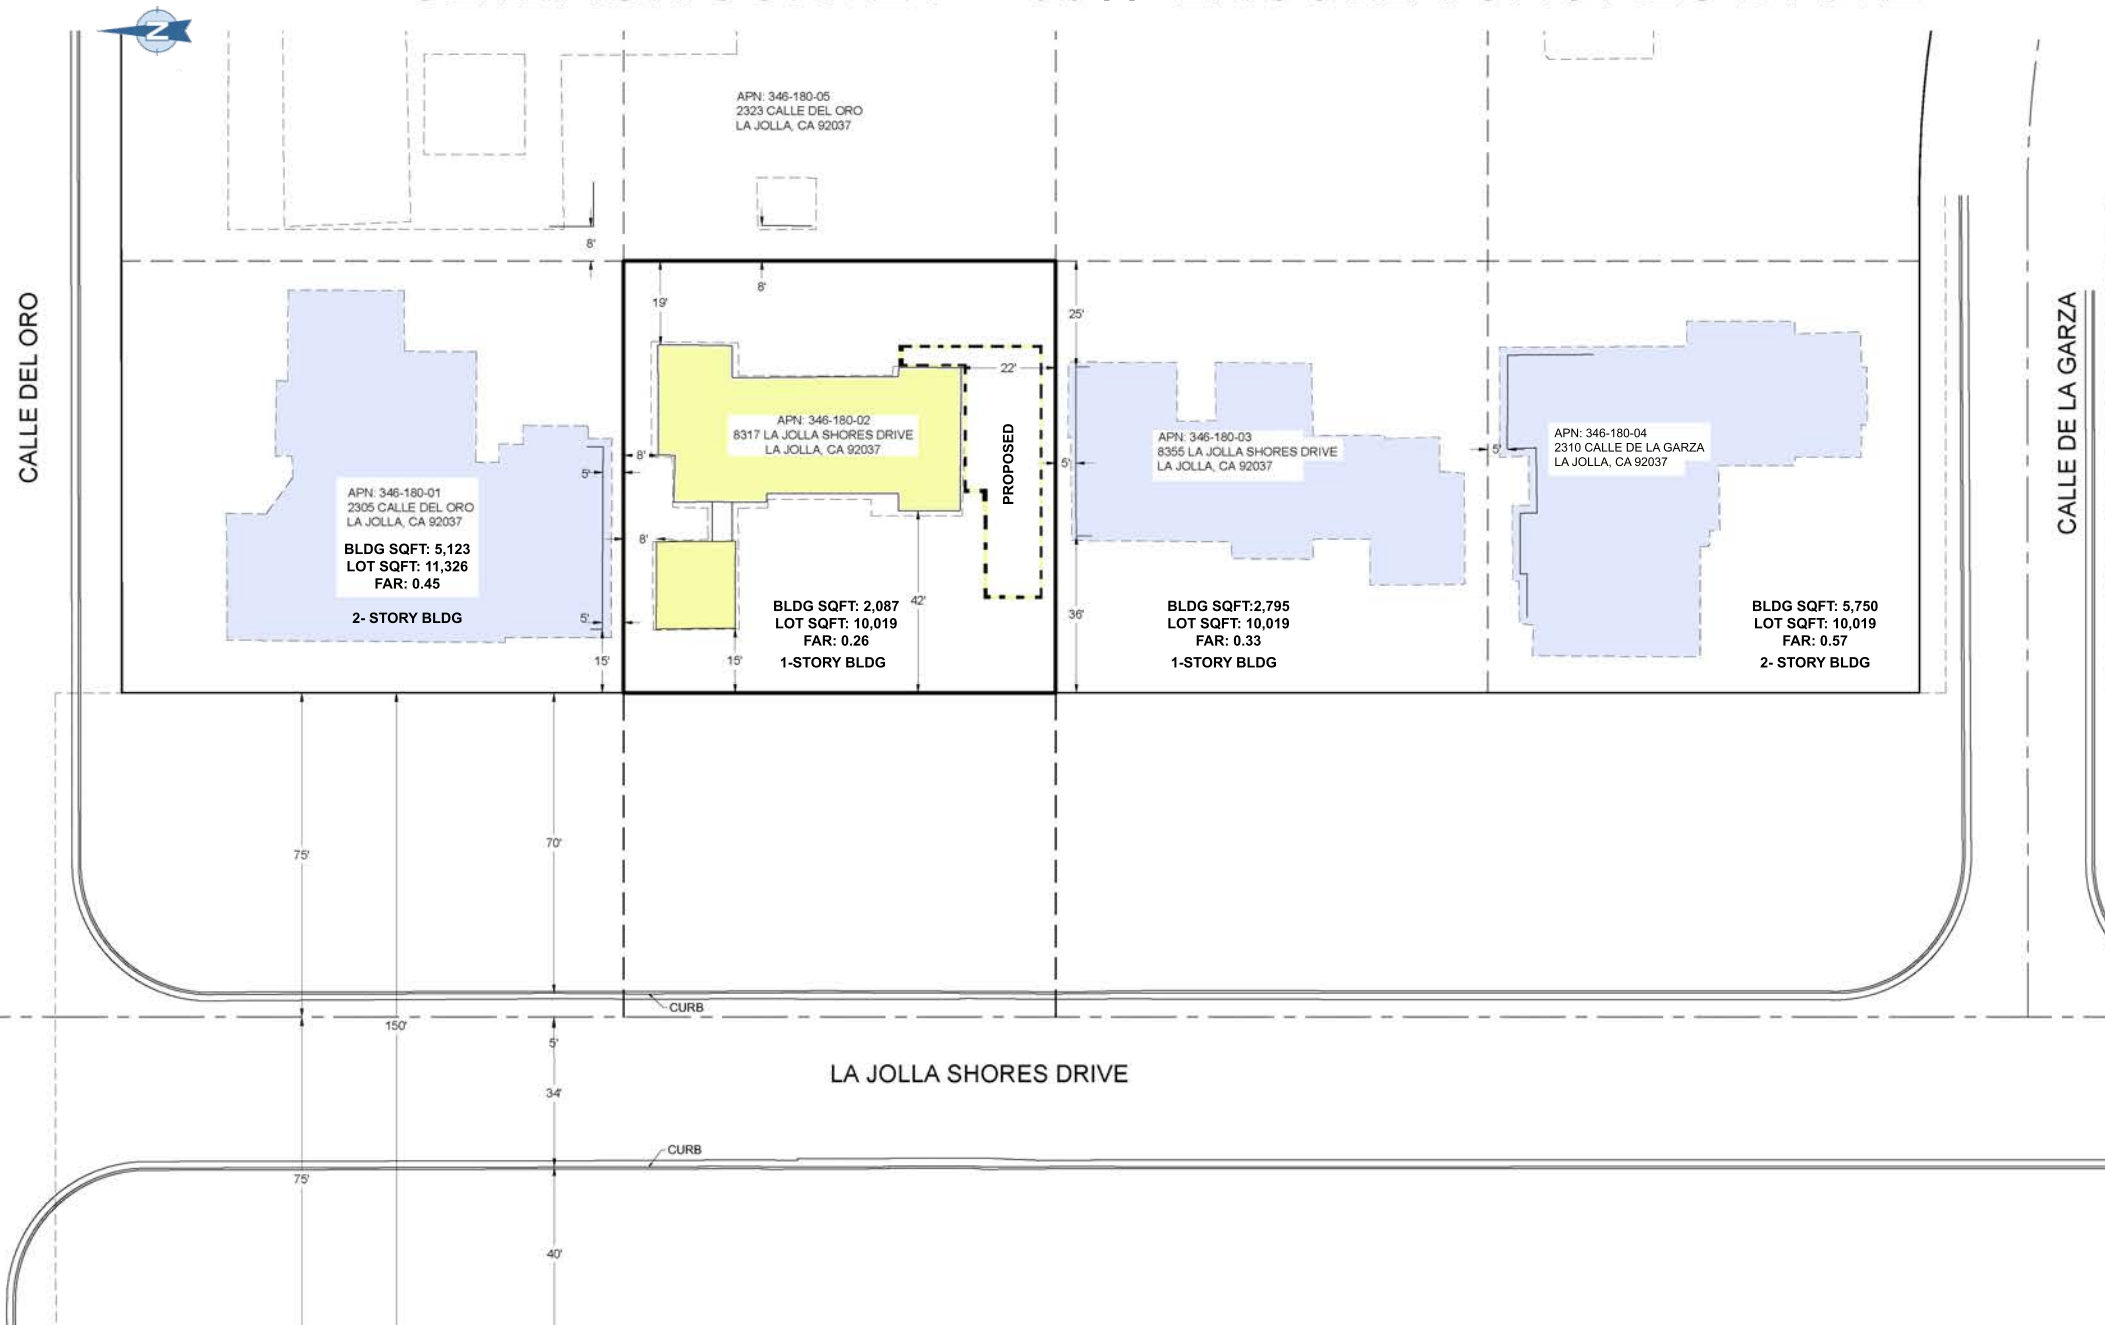 N
APN: 346-180-05
2323 CALLE DEL ORO
LA JOLLA, CA 92037
8'
19'
8'
25'
22'
CALLE DEL ORO
CALLE DE LA GARZA
APN: 346-180-02
8317 LA JOLLA SHORES DRIVE
LA JOLLA, CA 92037
PROPOSED
APN: 346-180-03
8355 LA JOLLA SHORES DRIVE
LA JOLLA, CA 92037
APN: 346-180-04
2310 CALLE DE LA GARZA
LA JOLLA, CA 92037
8'
5'
5'
5'
APN: 346-180-01
2305 CALLE DEL ORO
LA JOLLA, CA 92037
BLDG SQFT: 5,123
LOT SQFT: 11,326
FAR: 0.45
2- STORY BLDG
8'
5'
15'
15'
42'
36'
BLDG SQFT: 2,087
LOT SQFT: 10,019
FAR: 0.26
1-STORY BLDG
BLDG SQFT:2,795
LOT SQFT: 10,019
FAR: 0.33
1-STORY BLDG
BLDG SQFT: 5,750
LOT SQFT: 10,019
FAR: 0.57
2- STORY BLDG
75'
70'
CURB
150'
5'
LA JOLLA SHORES DRIVE
34'
CURB
75'
40'